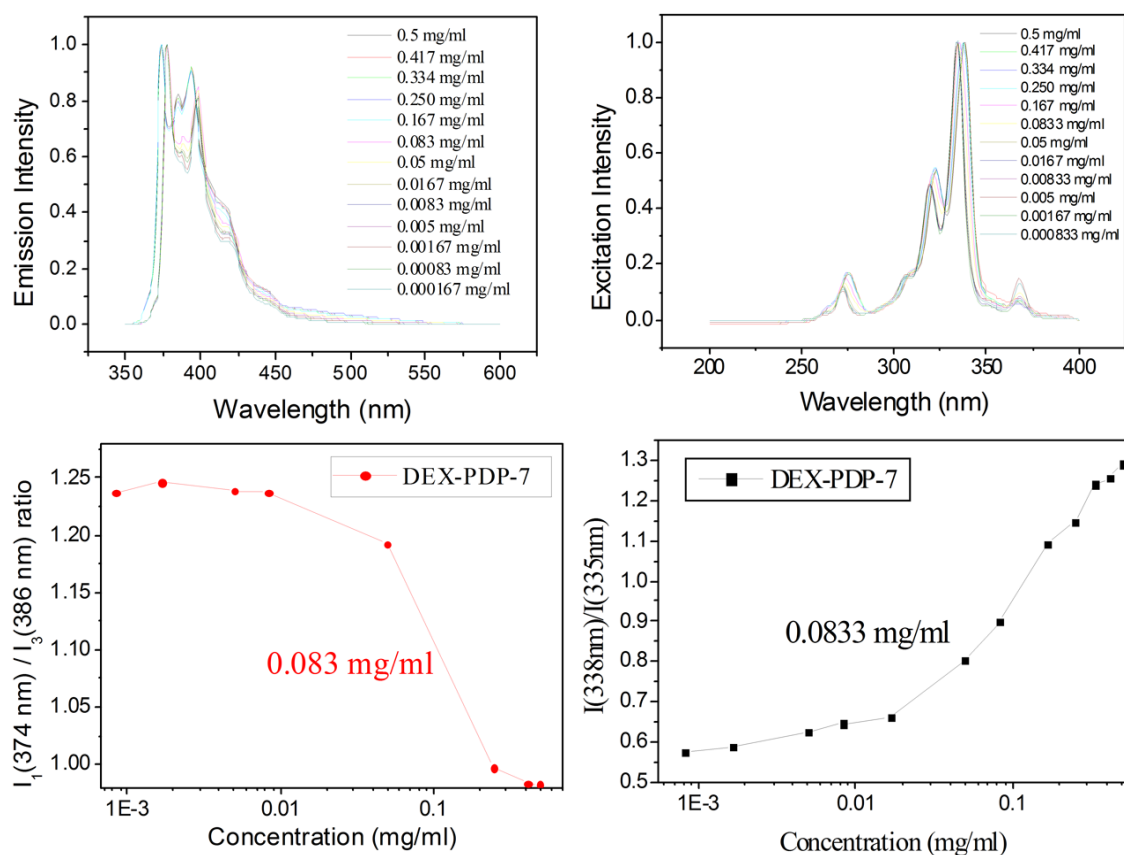 Emission Intensity
1.0
0.8
0.6
0.4
0.2
0.0
350
400
450
500
550
600
Wavelength (nm)
0.5 mg/ml
0.417 mg/ml
0.334 mg/ml
0.250 mg/ml
0.167 mg/ml
0.083 mg/ml
0.05 mg/ml
0.0167 mg/ml
0.0083 mg/ml
0.005 mg/ml
0.00167 mg/ml
0.00083 mg/ml
0.000167 mg/ml
Excitation Intensity
1.0
0.8
0.6
0.4
0.2
0.0
200
250
300
350
400
Wavelength (nm)
0.5 mg/ml
0.417 mg/ml
0.334 mg/ml
0.250 mg/ml
0.167 mg/ml
0.0833 mg/ml
0.05 mg/ml
0.0167 mg/ml
0.00833 mg/ml
0.005 mg/ml
0.00167 mg/ml
0.000833 mg/ml
I1(374 nm) / I3(386 nm) ratio
1.25
1.20
1.15
1.10
1.05
1.00
1E-3
0.01
0.1
Concentration (mg/ml)
DEX-PDP-7
0.083 mg/ml
I(338nm)/I(335nm)
1.3
1.2
1.1
1.0
0.9
0.8
0.7
0.6
0.5
1E-3
0.01
0.1
Concentration (mg/ml)
DEX-PDP-7
0.0833 mg/ml